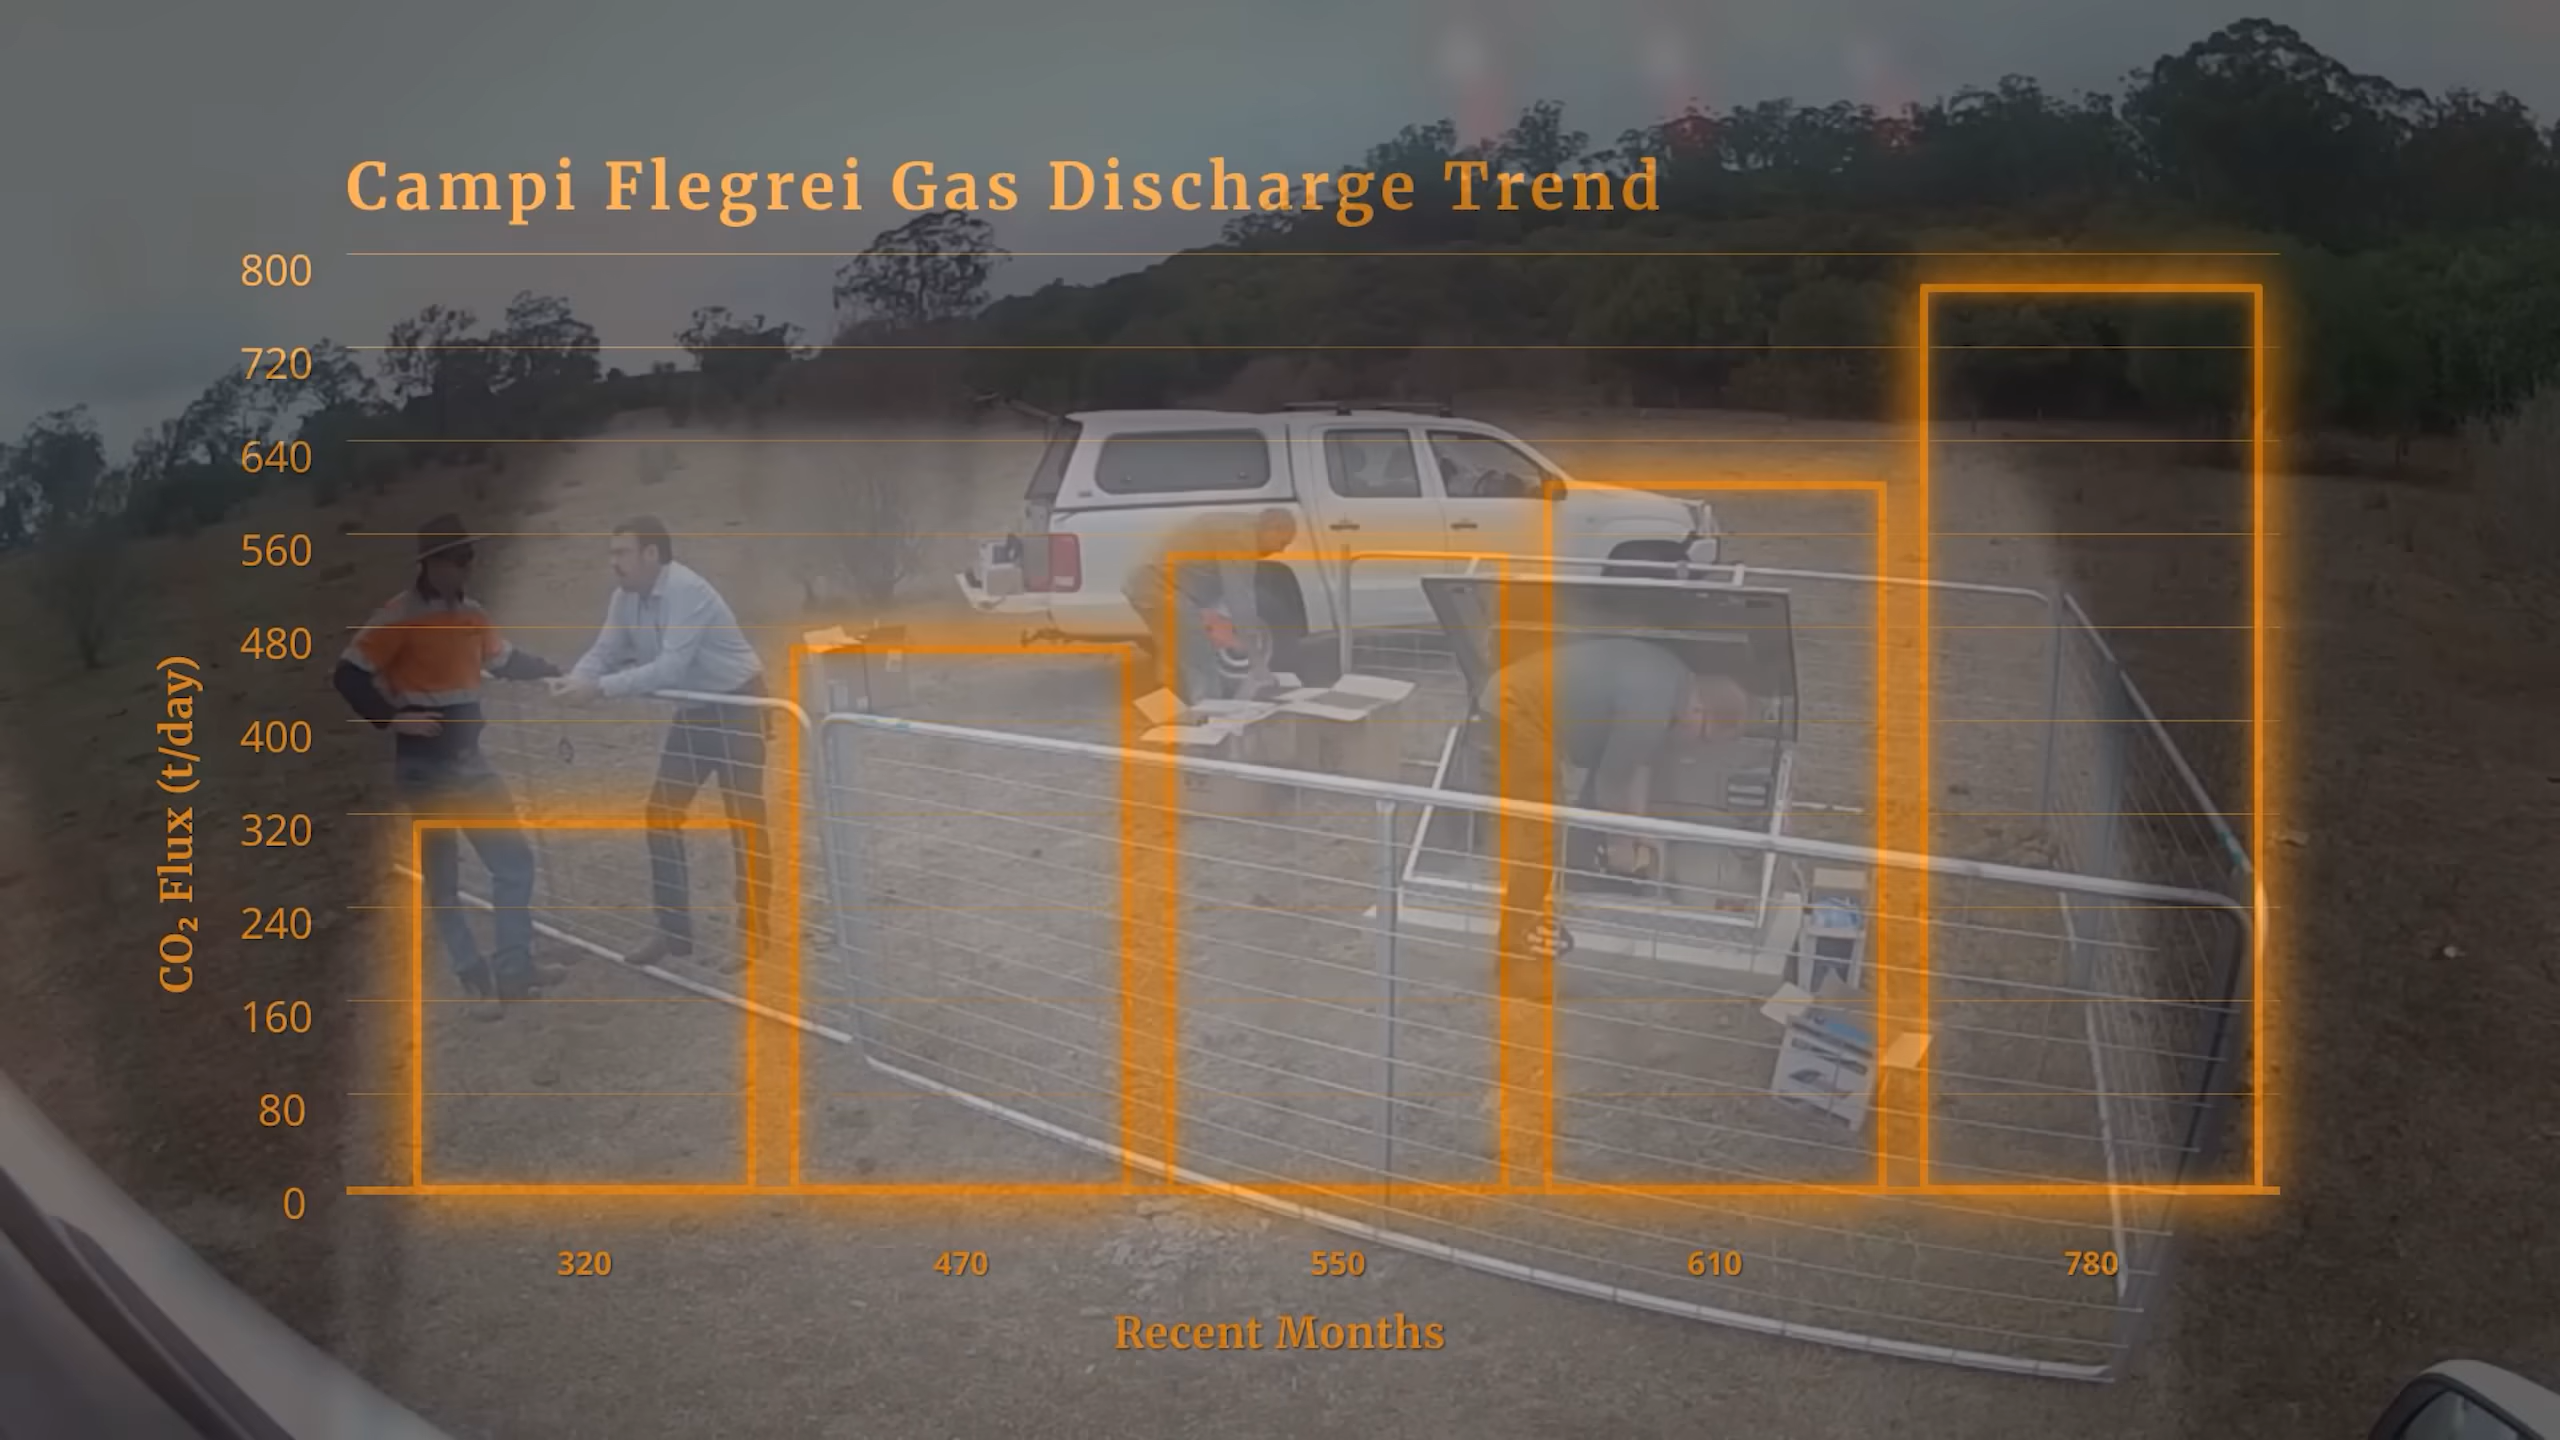 Campi Flegrei Gas Discharge Trend
800
720
640
560
480
400
320
240
160
80
0
CO₂ Flux (t/day)
320 470 550 610 780
Recent Months